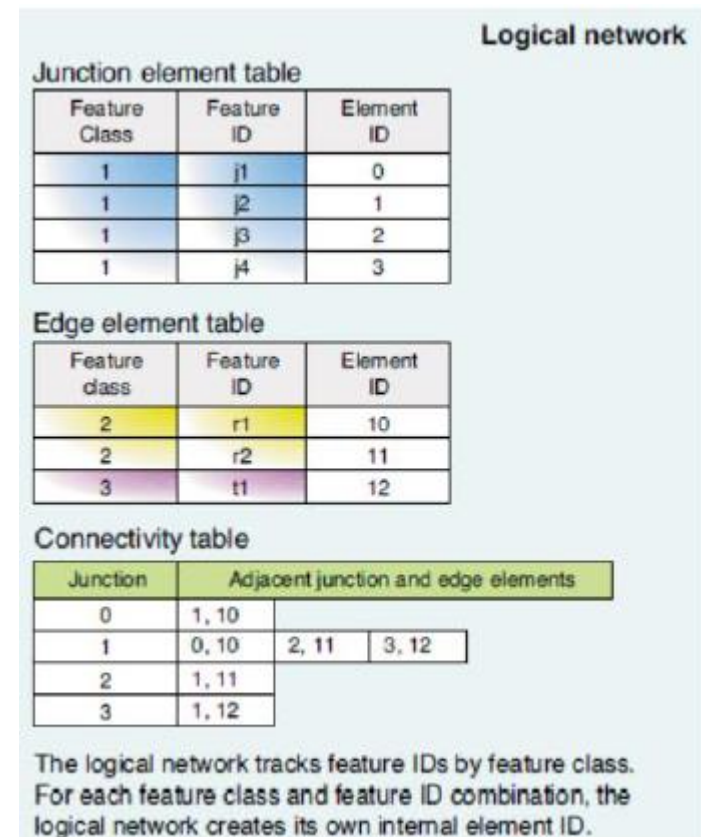 Logical network
Junction element table
Feature Class Feature ID Element ID
1 j1 0
1 j2 1
1 j3 2
1 j4 3
Edge element table
Feature class Feature ID Element ID
2 r1 10
2 r2 11
3 t1 12
Connectivity table
Junction Adjacent junction and edge elements
0 1, 10
1 0, 10 2, 11 3, 12
2 1, 11
3 1, 12
The logical network tracks feature IDs by feature class.
For each feature class and feature ID combination, the
logical network creates its own internal element ID.